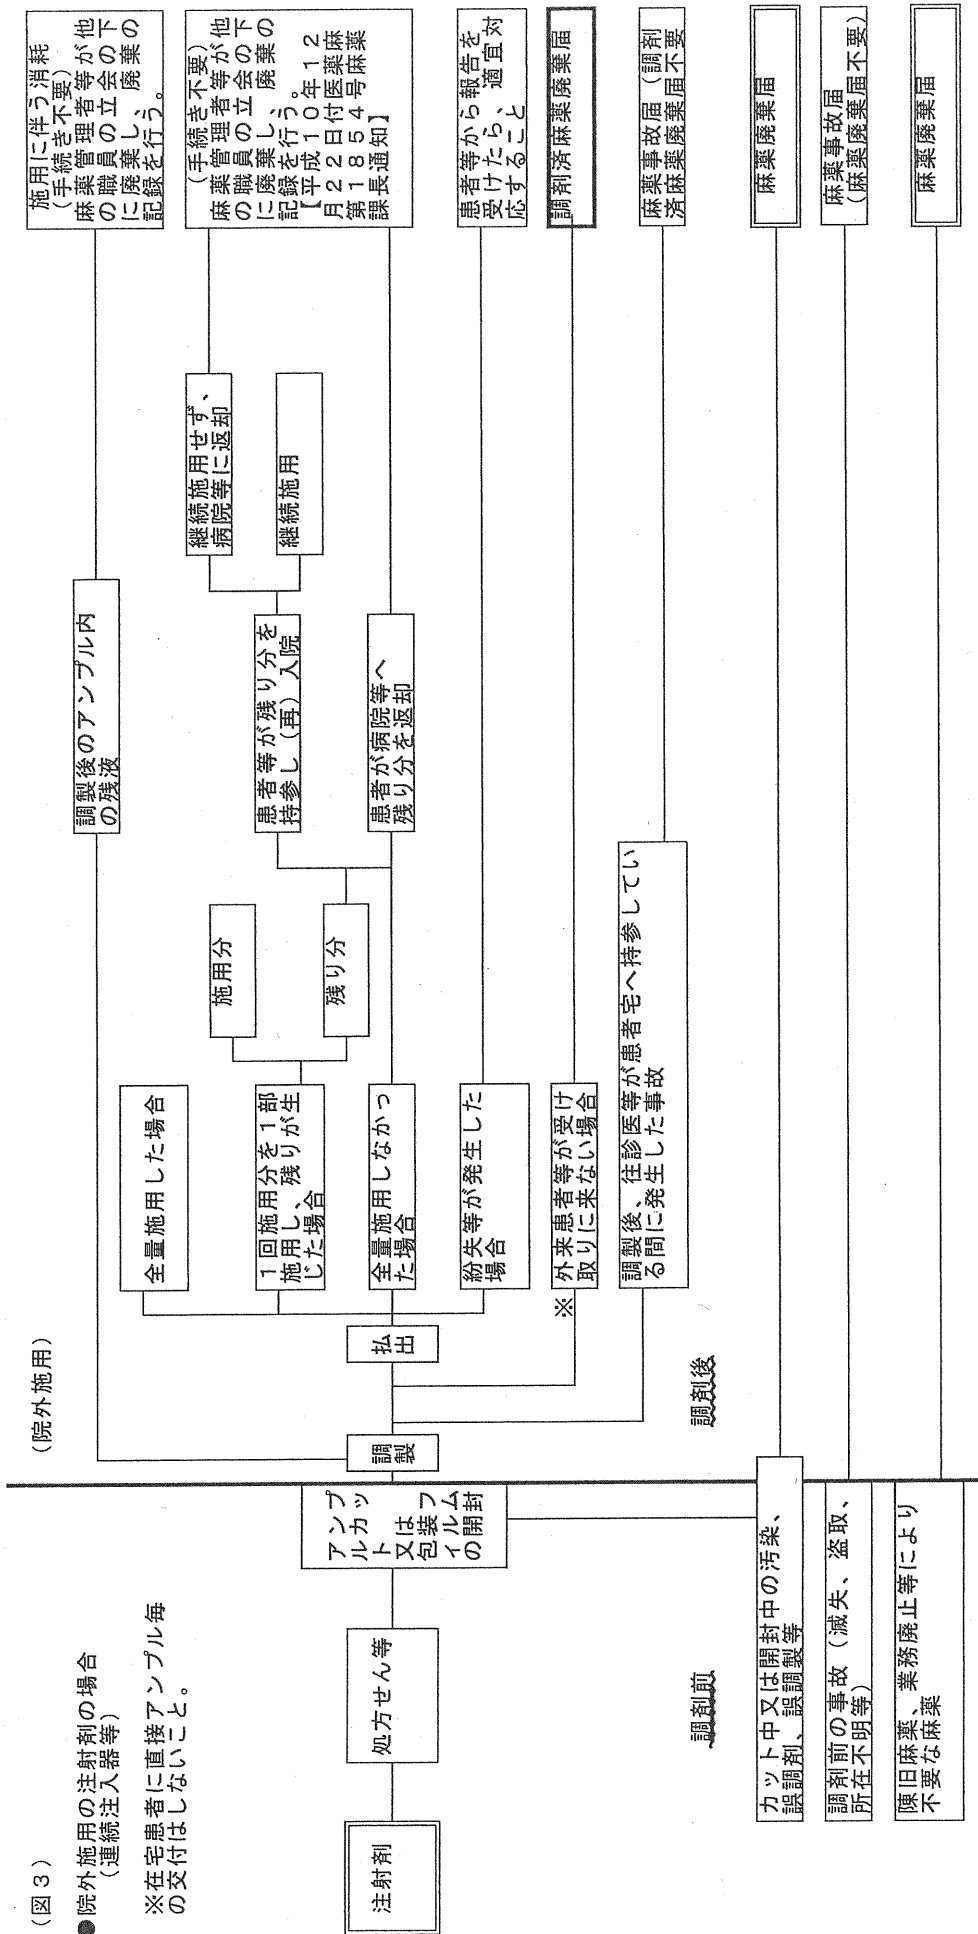 (図3)
●院外施用の注射剤の場合
(連続注入器等)
※在宅患者に直接アンプル毎
の交付はしないこと。
(院外施用)
注射剤
処方せん等
アンプ
ルカッ
ト
又は
包装フ
ィルム
の開封
調製
払出
調製後のアンプル内
の残液
施用に伴う消耗
(手続き不要)
麻薬管理者等が他
の職員の立会の下
に廃棄し、廃棄の
記録を行う。
全量施用した場合
1回施用分を1部
施用し、残りが生
じた場合
施用分
残り分
患者等が残り分を
持参し(再)入院
継続施用せず、
病院等に返却
継続施用
全量施用しなかっ
た場合
患者が病院等へ
残り分を返却
(手続き不要)
麻薬管理者等が他
の職員の立会の下
に廃棄し、廃棄の
記録を行う。
【平成10年12
月22日付医薬麻
第1854号麻薬
課長通知】
紛失等が発生した
場合
患者等から報告を
受けたら、適宜対
応すること
※
外来患者等が受け
取りに来ない場合
調剤済麻薬廃棄届
調製後、往診医等が患者宅へ持参してい
る間に発生した事故
麻薬事故届(調剤
済麻薬廃棄届不要
調剤前
調剤後
カット中又は開封中の汚染、
誤調剤、誤調製等
麻薬廃棄届
調剤前の事故(滅失、盗取、
所在不明等)
麻薬事故届
(麻薬廃棄届不要)
陳旧麻薬、業務廃止等により
不要な麻薬
麻薬廃棄届